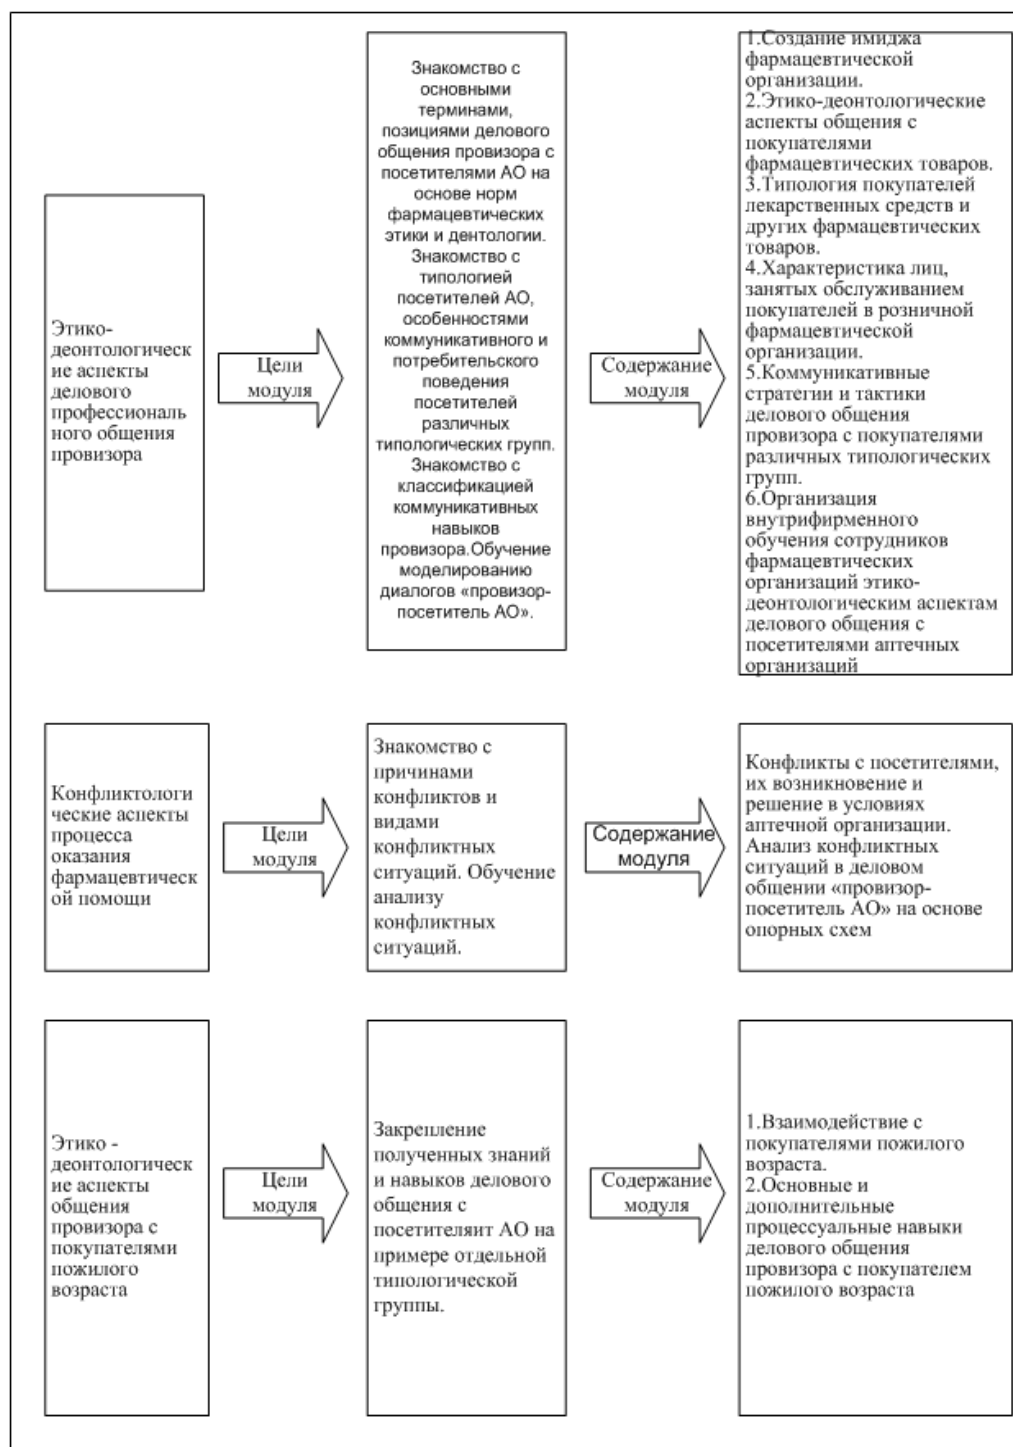 Этико-
деонтологическ
ие аспекты
делового
профессиональ
ного общения
провизора
Цели
модуля
Знакомство с
основными
терминами,
позициями делового
общения провизора с
посетителями АО на
основе норм
фармацевтических
этики и дентологии.
Знакомство с
типологией
посетителей АО,
особенностями
коммуникативного и
потребительского
поведения
посетителей
различных
типологических групп.
Знакомство с
классификацией
коммуникативных
навыков
провизора.Обучение
моделированию
диалогов «провизор-
посетитель АО».
Содержание
модуля
1.Создание имиджа
фармацевтической
организации.
2.Этико-деонтологические
аспекты общения с
покупателями
фармацевтических товаров.
3.Типология покупателей
лекарственных средств и
других фармацевтических
товаров.
4.Характеристика лиц,
занятых обслуживанием
покупателей в розничной
фармацевтической
организации.
5.Коммуникативные
стратегии и тактики
делового общения
провизора с покупателями
различных типологических
групп.
6.Организация
внутрифирменного
обучения сотрудников
фармацевтических
организаций этико-
деонтологическим аспектам
делового общения с
посетителями аптечных
организаций
Конфликтологи
ческие аспекты
процесса
оказания
фармацевтическ
ой помощи
Цели
модуля
Знакомство с
причинами
конфликтов и
видами
конфликтных
ситуаций. Обучение
анализу
конфликтных
ситуаций.
Содержание
модуля
Конфликты с посетителями,
их возникновение и
решение в условиях
аптечной организации.
Анализ конфликтных
ситуаций в деловом
общении «провизор-
посетитель АО» на основе
опорных схем
Этико -
деонтологическ
ие аспекты
общения
провизора с
покупателями
пожилого
возраста
Цели
модуля
Закрепление
полученных знаний
и навыков делового
общения с
посетителяит АО на
примере отдельной
типологической
группы.
Содержание
модуля
1.Взаимодействие с
покупателями пожилого
возраста.
2.Основные и
дополнительные
процессуальные навыки
делового общения
провизора с покупателем
пожилого возраста